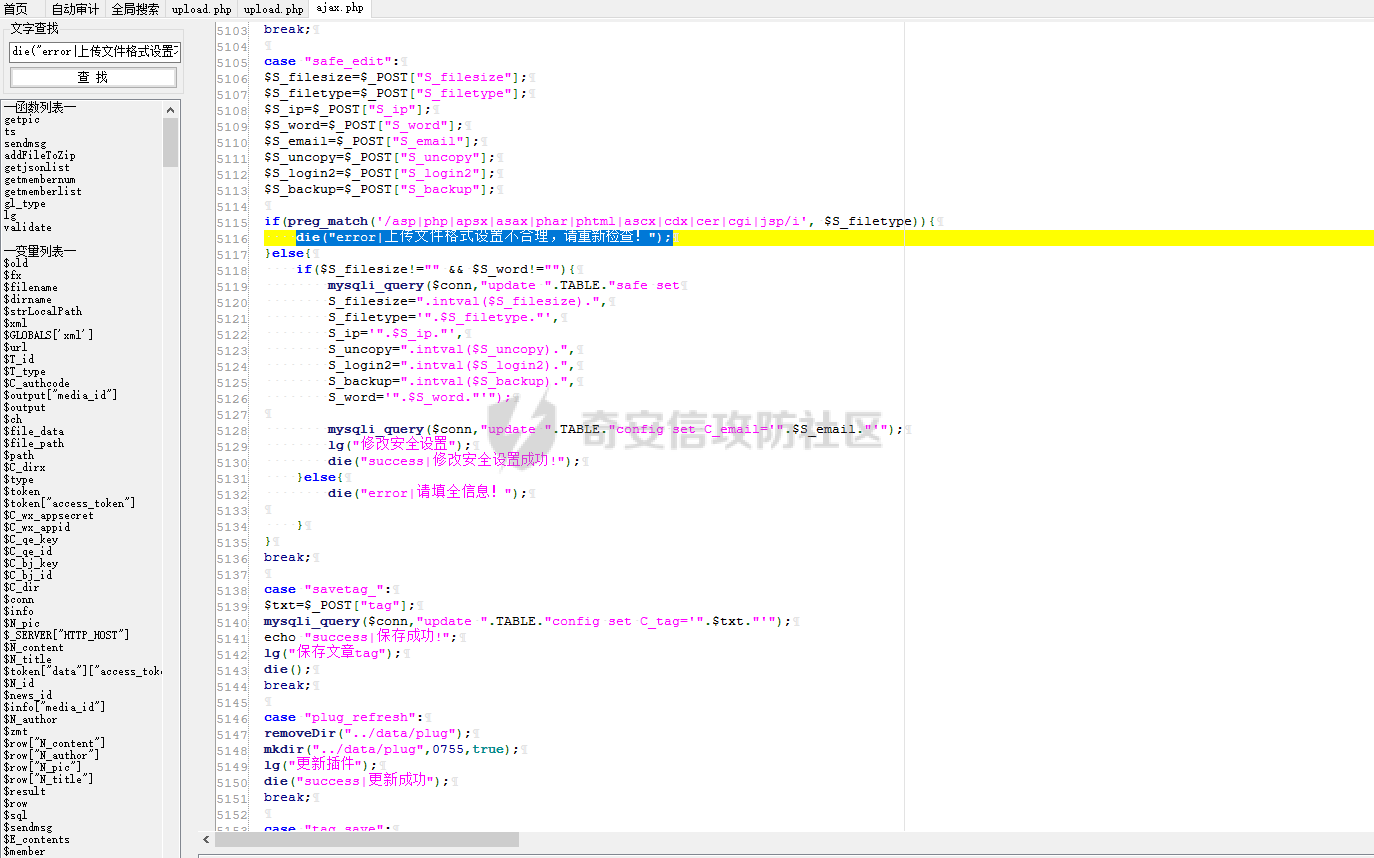 首页 自动审计 全局搜索 upload.php upload.php ajax.php
文字查找
die("error|上传文件格式设置
查 找
一函数列表一
getpic
ts
sendmsg
addFileToZip
getjsonlist
getmembernum
getmemberlist
gl_type
lg
validate
一变量列表一
$old
$fx
$filename
$dirname
$strLocalPath
$xml
$GLOBALS['xml']
$url
$T_id
$T_type
$C_authcode
$output["media_id"]
$output
$ch
$file_data
$file_path
$path
$C_dirx
$type
$token
$token["access_token"]
$C_wx_appsecret
$C_wx_appid
$C_qe_key
$C_qe_id
$C_bj_key
$C_bj_id
$C_dir
$conn
$info
$N_pic
$_SERVER["HTTP_HOST"]
$N_content
$N_title
$token["data"]["access_toke
$N_id
$news_id
$info["media_id"]
$N_author
$zmt
$row["N_content"]
$row["N_author"]
$row["N_pic"]
$row["N_title"]
$result
$row
$sql
$sendmsg
$E_contents
$member
5103 break;
5104
5105 case "safe_edit":
5106 $S_filesize=$_POST["S_filesize"];
5107 $S_filetype=$_POST["S_filetype"];
5108 $S_ip=$_POST["S_ip"];
5109 $S_word=$_POST["S_word"];
5110 $S_email=$_POST["S_email"];
5111 $S_uncopy=$_POST["S_uncopy"];
5112 $S_login2=$_POST["S_login2"];
5113 $S_backup=$_POST["S_backup"];
5114
5115 if(preg_match('/asp|php|apsx|asax|phar|phtml|ascx|cdx|cer|cgi|jsp/i', $S_filetype)){
5116 die("error|上传文件格式设置不合理，请重新检查！");
5117 }else{
5118 if($S_filesize!="" && $S_word!=""){
5119 mysqli_query($conn,"update ".TABLE."safe set
5120 S_filesize=".intval($S_filesize).",
5121 S_filetype='".$S_filetype."',
5122 S_ip='".$S_ip."',
5123 S_uncopy=".intval($S_uncopy).",
5124 S_login2=".intval($S_login2).",
5125 S_backup=".intval($S_backup).",
5126 S_word='".$S_word."'");
5127
5128 mysqli_query($conn,"update ".TABLE."config set C_email='".$S_email."'");
5129 lg("修改安全设置");
5130 die("success|修改安全设置成功!");
5131 }else{
5132 die("error|请填全信息！");
5133
5134 }
5135 }
5136 break;
5137
5138 case "savetag_":
5139 $txt=$_POST["tag"];
5140 mysqli_query($conn,"update ".TABLE."config set C_tag='".$txt."'");
5141 echo "success|保存成功!";
5142 lg("保存文章tag");
5143 die();
5144 break;
5145
5146 case "plug_refresh":
5147 removeDir("../data/plug");
5148 mkdir("../data/plug",0755,true);
5149 lg("更新插件");
5150 die("success|更新成功");
5151 break;
5152
5153 case "tag_save":
奇安信攻防社区